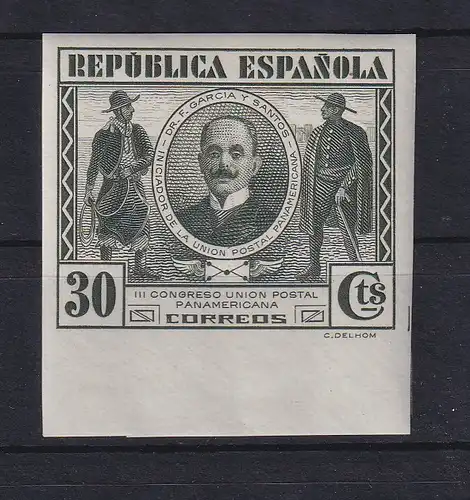 REPÚBLICA ESPAÑOLA
DR. F. GARCIA Y SANTOS
INICIADOR DE LA UNION POSTAL PANAMERICANA
30 Cts
III CONGRESO UNION POSTAL
PANAMERICANA
CORREOS
C. DELHOM